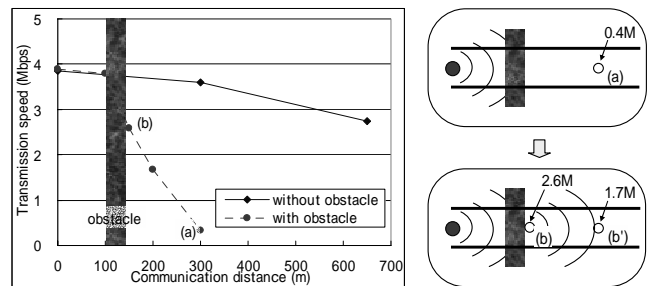 Transmission speed (Mbps)
5
4
3
2
1
0
(b)
(a)
obstacle
without obstacle
with obstacle
0 100 200 300 400 500 600 700
Communication distance (m)
0.4M
(a)
2.6M
1.7M
(b)
(b')